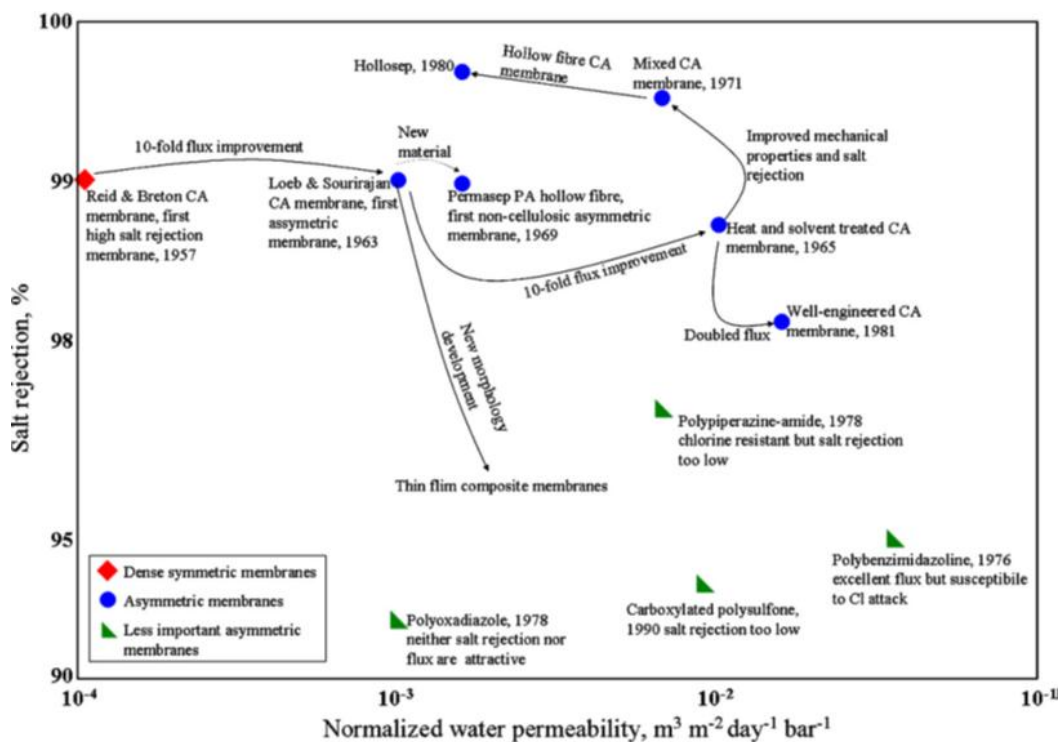 100
99
98
95
90
Salt rejection, %
10-4
10-3
10-2
10-1
Normalized water permeability, m3 m-2 day-1 bar-1
Hollosep, 1980
Hollow fibre CA
membrane
Mixed CA
membrane, 1971
10-fold flux improvement
New
material
Improved mechanical
properties and salt
rejection
Reid & Breton CA
membrane, first
high salt rejection
membrane, 1957
Loeb & Sourirajan
CA membrane, first
assymetric
membrane, 1963
Permasep PA hollow fibre,
first non-cellulosic asymmetric
membrane, 1969
Heat and solvent treated CA
membrane, 1965
10-fold flux improvement
Well-engineered CA
membrane, 1981
Doubled flux
New morphology
development
Polypiperazine-amide, 1978
chlorine resistant but salt rejection
too low
Thin flim composite membranes
Polybenzimidazoline, 1976
excellent flux but susceptibile
to Cl attack
Carboxylated polysulfone,
1990 salt rejection too low
Polyoxadiazole, 1978
neither salt rejection nor
flux are attractive
Dense symmetric membranes
Asymmetric membranes
Less important asymmetric
membranes